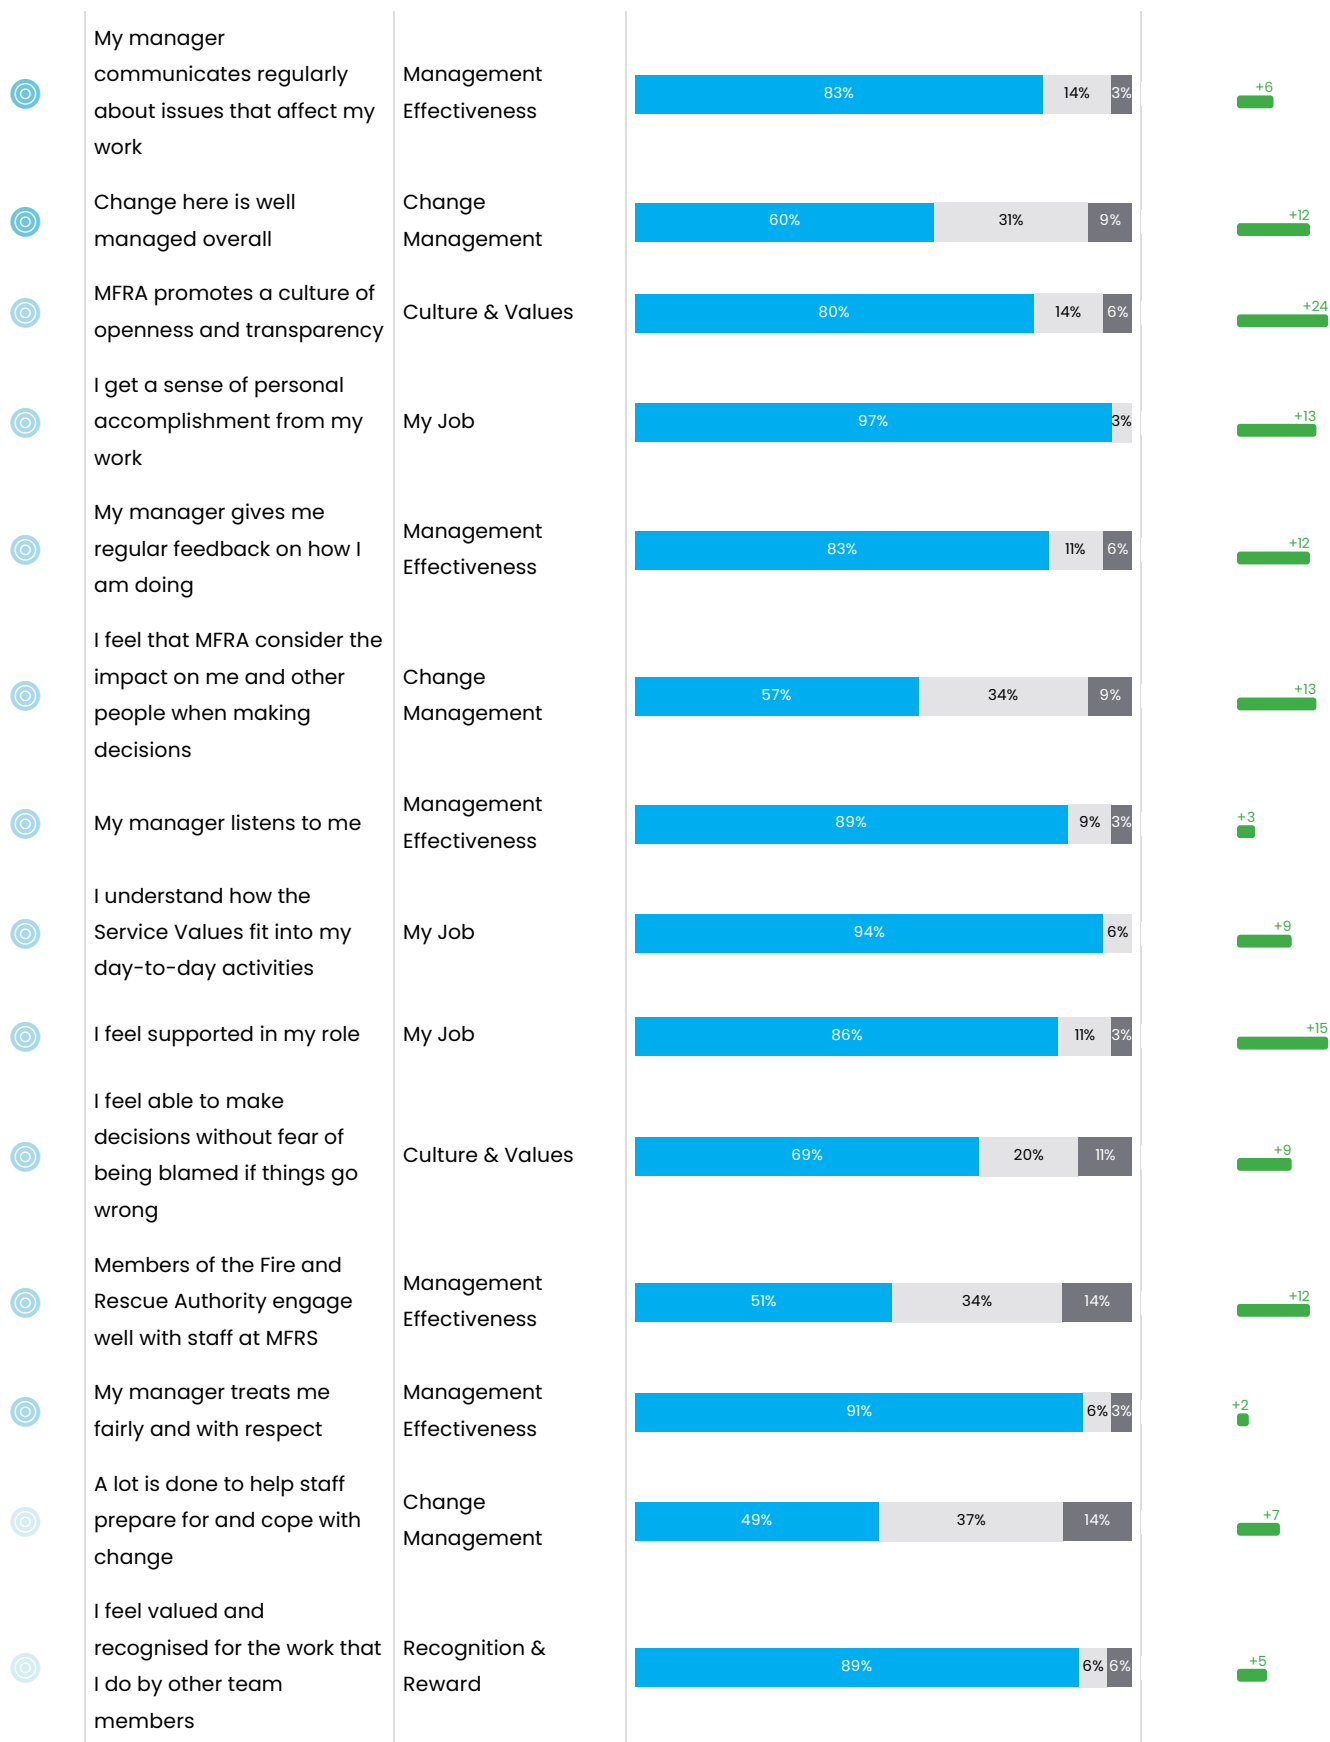 My manager
communicates regularly
about issues that affect my
work
Management
Effectiveness
83% 14% 3%
+6
Change here is well
managed overall
Change
Management
60% 31% 9%
+12
MFRA promotes a culture of
openness and transparency
Culture & Values
80% 14% 6%
+24
I get a sense of personal
accomplishment from my
work
My Job
97% 3%
+13
My manager gives me
regular feedback on how I
am doing
Management
Effectiveness
83% 11% 6%
+12
I feel that MFRA consider the
impact on me and other
people when making
decisions
Change
Management
57% 34% 9%
+13
My manager listens to me
Management
Effectiveness
89% 9% 3%
+3
I understand how the
Service Values fit into my
day-to-day activities
My Job
94% 6%
+9
I feel supported in my role
My Job
86% 11% 3%
+15
I feel able to make
decisions without fear of
being blamed if things go
wrong
Culture & Values
69% 20% 11%
+9
Members of the Fire and
Rescue Authority engage
well with staff at MFRS
Management
Effectiveness
51% 34% 14%
+12
My manager treats me
fairly and with respect
Management
Effectiveness
91% 6% 3%
+2
A lot is done to help staff
prepare for and cope with
change
Change
Management
49% 37% 14%
+7
I feel valued and
recognised for the work that
I do by other team
members
Recognition &
Reward
89% 6% 6%
+5